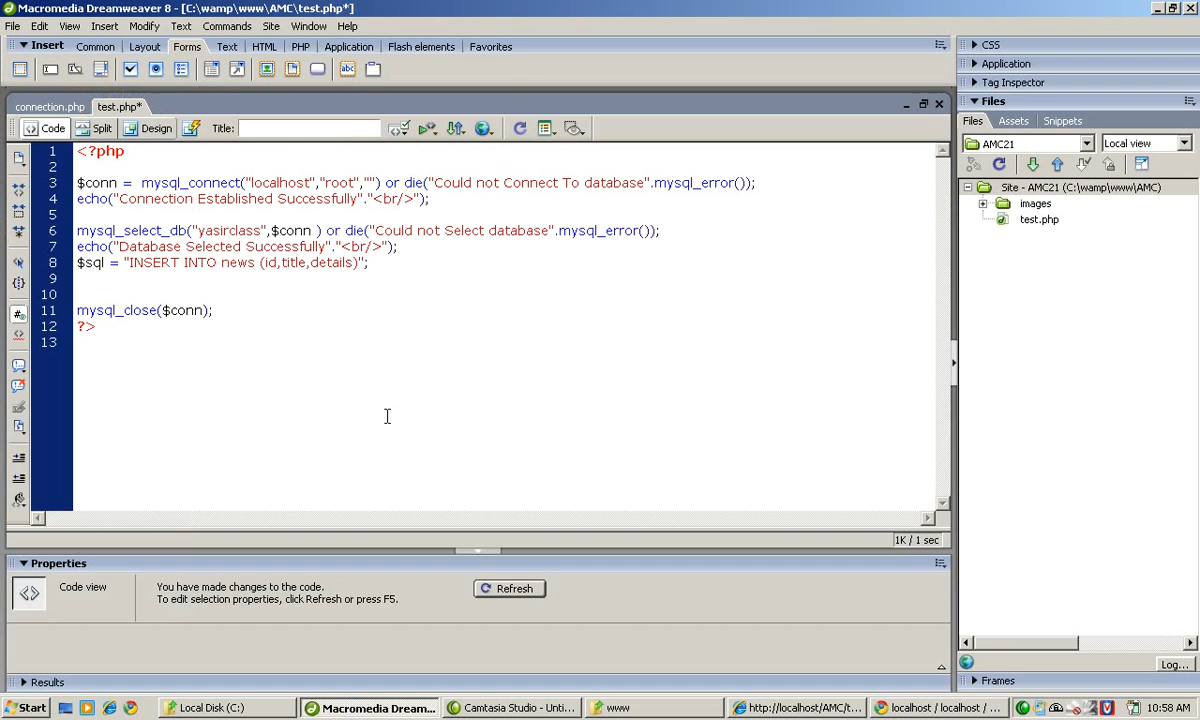 Macromedia Dreamweaver 8 - [C:\wamp\www\AMC\test.php*]
File Edit View Insert Modify Text Commands Site Window Help
Insert Common Layout Forms Text HTML PHP Application Flash elements Favorites
connection.php test.php*
Code Split Design Title:
1 <?php
2
3 $conn = mysql_connect("localhost","root","") or die("Could not Connect To database".mysql_error());
4 echo("Connection Established Successfully"."<br/>");
5
6 mysql_select_db("yasirclass",$conn ) or die("Could not Select database".mysql_error());
7 echo("Database Selected Successfully"."<br/>");
8 $sql = "INSERT INTO news (id,title,details)";
9
10
11 mysql_close($conn);
12 ?>
13
1K / 1 sec
Properties
Code view
You have made changes to the code.
To edit selection properties, click Refresh or press F5.
Refresh
Results
CSS
Application
Tag Inspector
Files
Files Assets Snippets
AMC21 Local view
Site - AMC21 (C:\wamp\www\AMC)
images
test.php
Log...
Frames
Start Local Disk (C:) Macromedia Dream... Camtasia Studio - Unti... www http://localhost/AMC/t... localhost / localhost / ... 10:58 AM